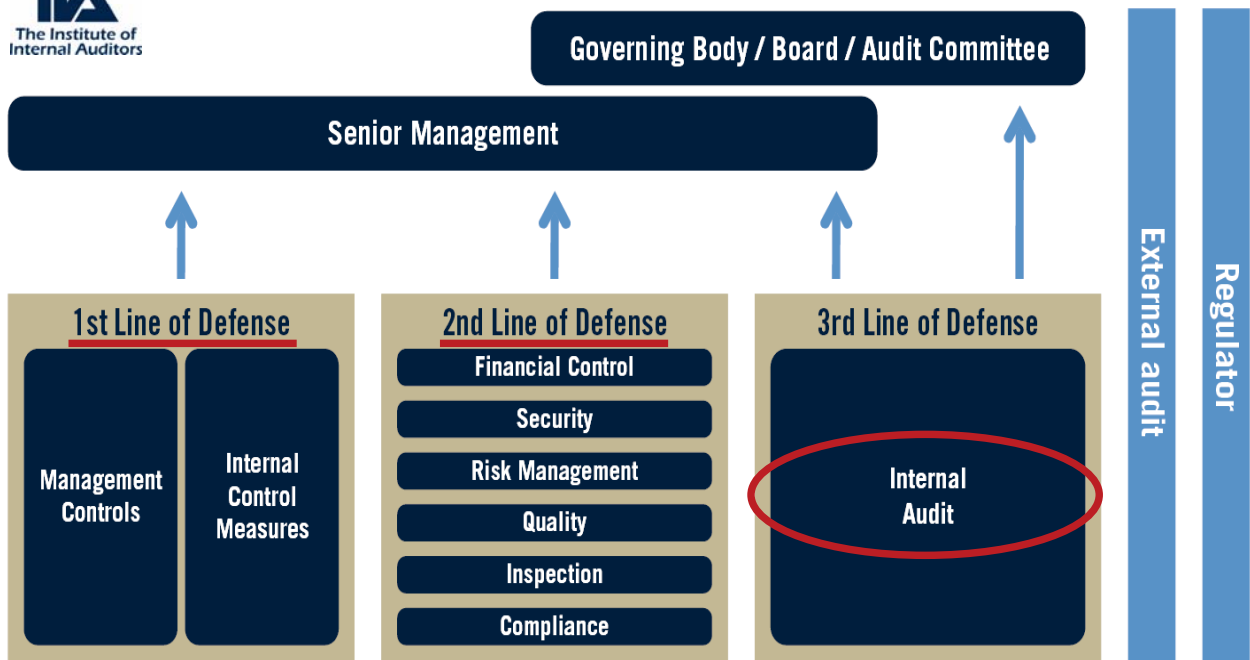 The Institute of
Internal Auditors
Governing Body / Board / Audit Committee
Senior Management
1st Line of Defense
Management
Controls
Internal
Control
Measures
2nd Line of Defense
Financial Control
Security
Risk Management
Quality
Inspection
Compliance
3rd Line of Defense
Internal
Audit
External audit
Regulator